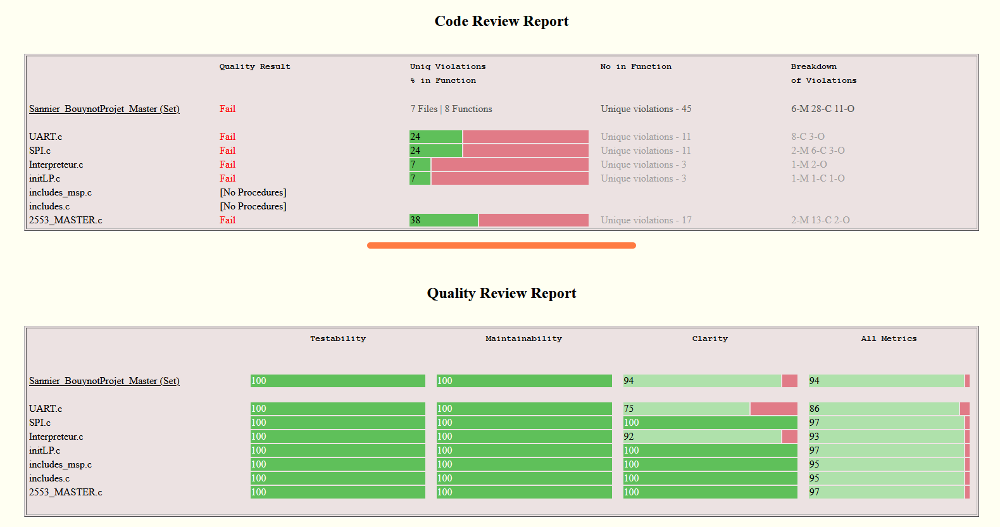 Code Review Report
Quality Result Uniq Violations No in Function Breakdown
% in Function of Violations
Sannier_BouynotProjet_Master (Set) Fail 7 Files | 8 Functions Unique violations - 45 6-M 28-C 11-O
UART.c Fail 24 Unique violations - 11 8-C 3-O
SPI.c Fail 24 Unique violations - 11 2-M 6-C 3-O
Interpreteur.c Fail 7 Unique violations - 3 1-M 2-O
initLP.c Fail 7 Unique violations - 3 1-M 1-C 1-O
includes_msp.c [No Procedures]
includes.c [No Procedures]
2553_MASTER.c Fail 38 Unique violations - 17 2-M 13-C 2-O
Quality Review Report
Testability Maintainability Clarity All Metrics
Sannier_BouynotProjet_Master (Set) 100 100 94 94
UART.c 100 100 75 86
SPI.c 100 100 100 97
Interpreteur.c 100 100 92 93
initLP.c 100 100 100 97
includes_msp.c 100 100 100 95
includes.c 100 100 100 95
2553_MASTER.c 100 100 100 97